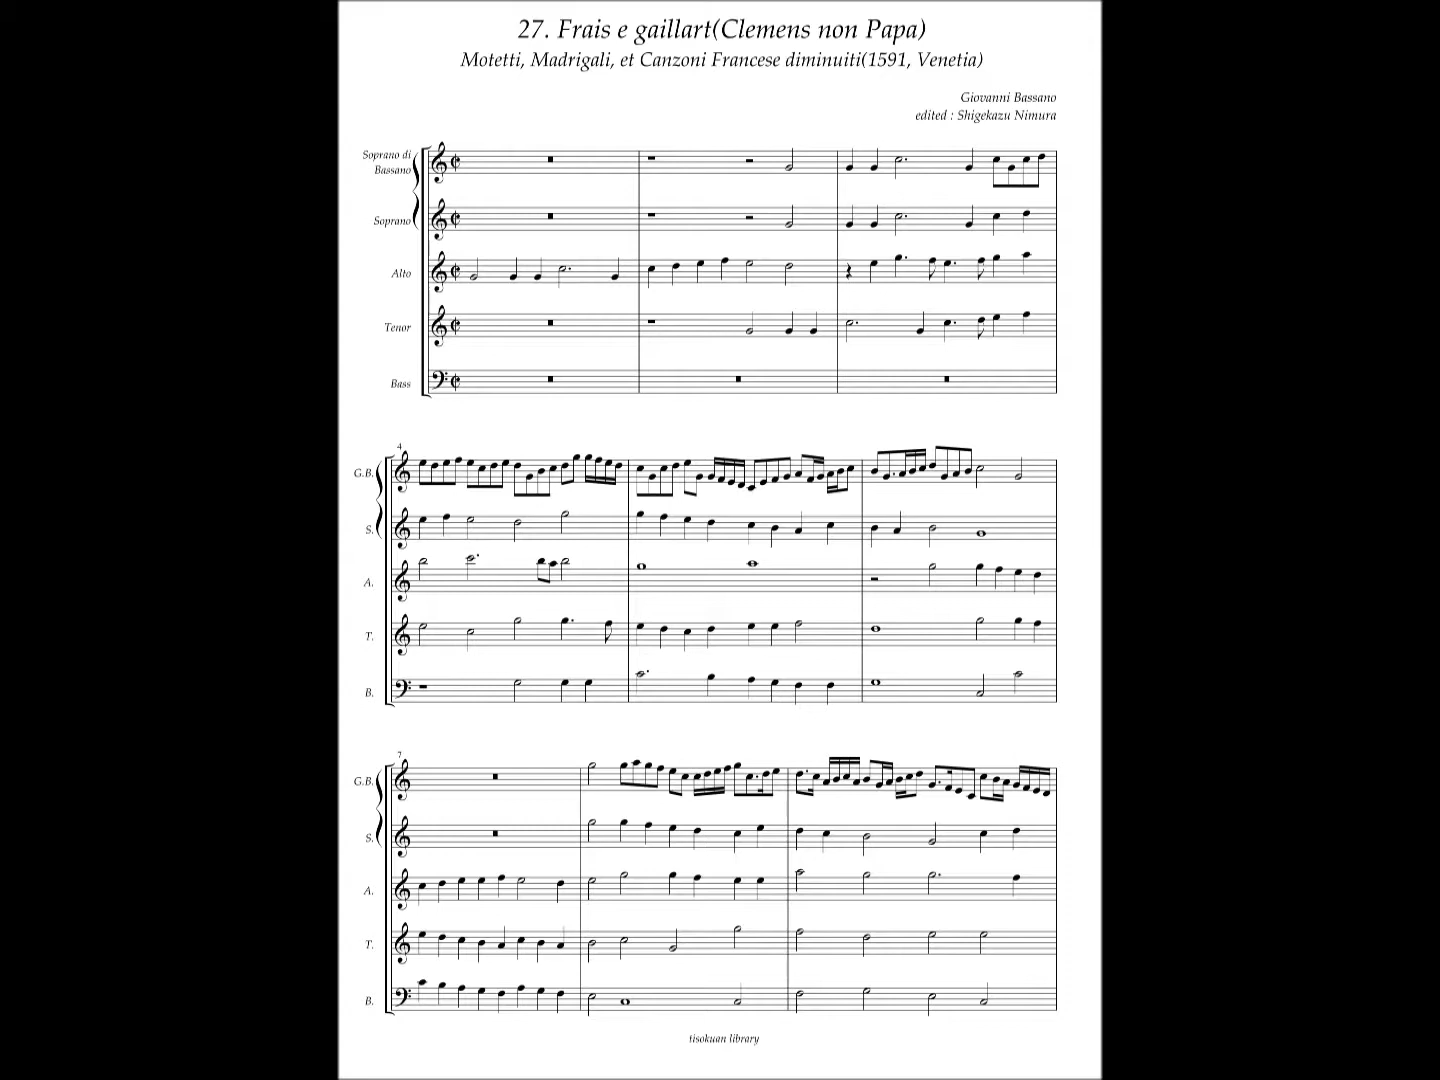 27. Frais e gaillart(Clemens non Papa)
Motetti, Madrigali, et Canzoni Francese diminuiti(1591, Venetia)
Giovanni Bassano
edited : Shigekazu Nimura
Soprano di
Bassano
Soprano
Alto
Tenor
Bass
4
G.B.
S.
A.
T.
B.
7
G.B.
S.
A.
T.
B.
tisokuan library